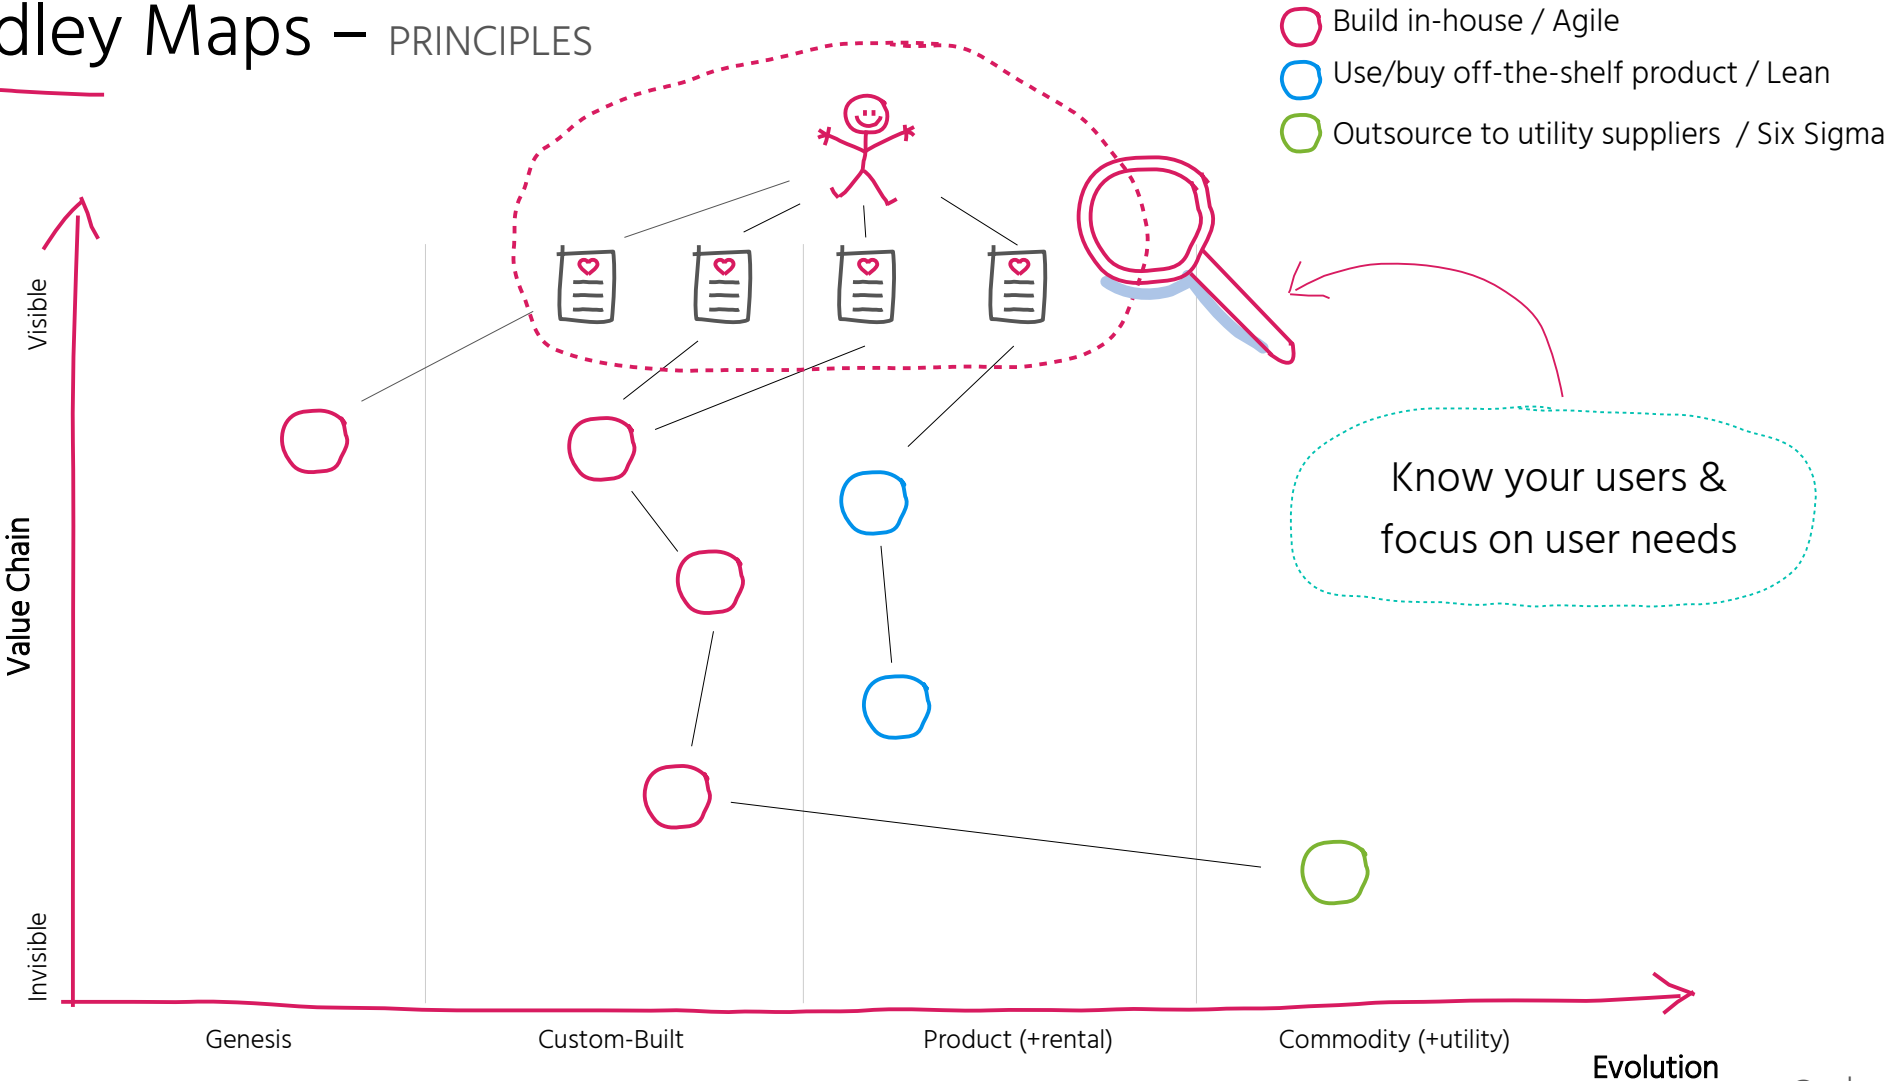 dley Maps – PRINCIPLES
Build in-house / Agile
Use/buy off-the-shelf product / Lean
Outsource to utility suppliers / Six Sigma
Visible
Value Chain
Invisible
Know your users &
focus on user needs
Genesis
Custom-Built
Product (+rental)
Commodity (+utility)
Evolution